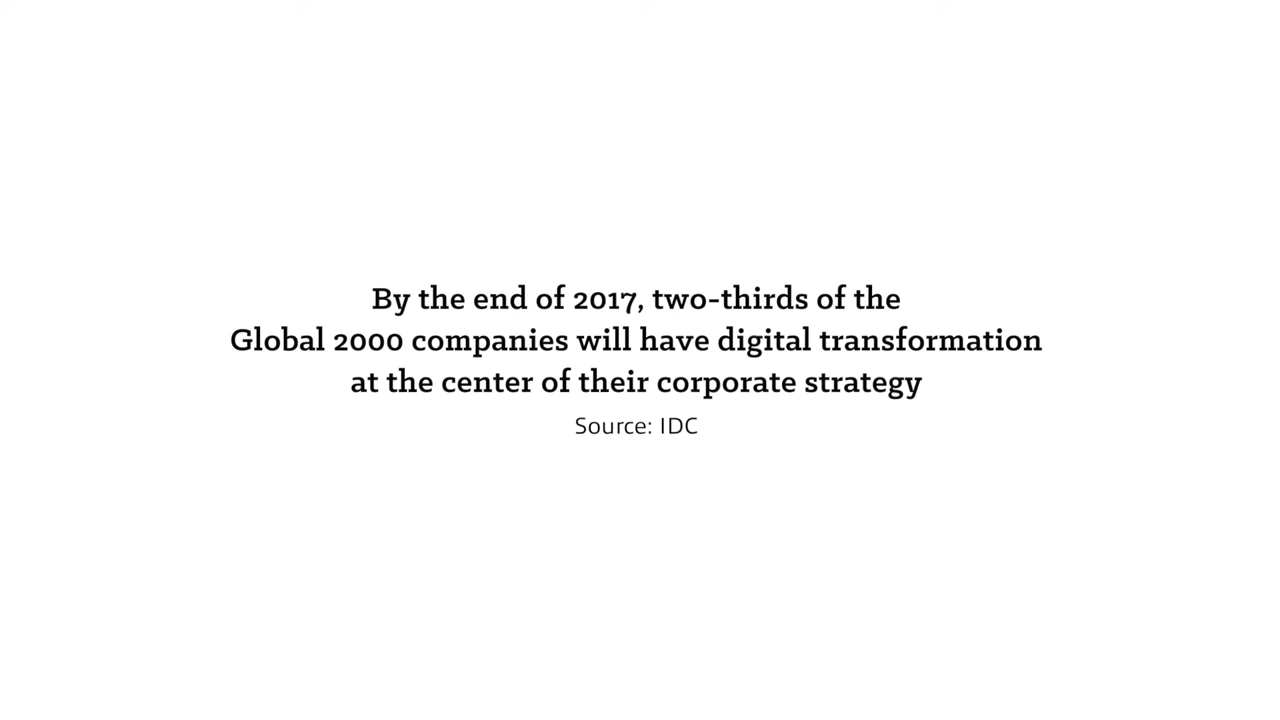 By the end of 2017, two-thirds of the
Global 2000 companies will have digital transformation
at the center of their corporate strategy
Source: IDC